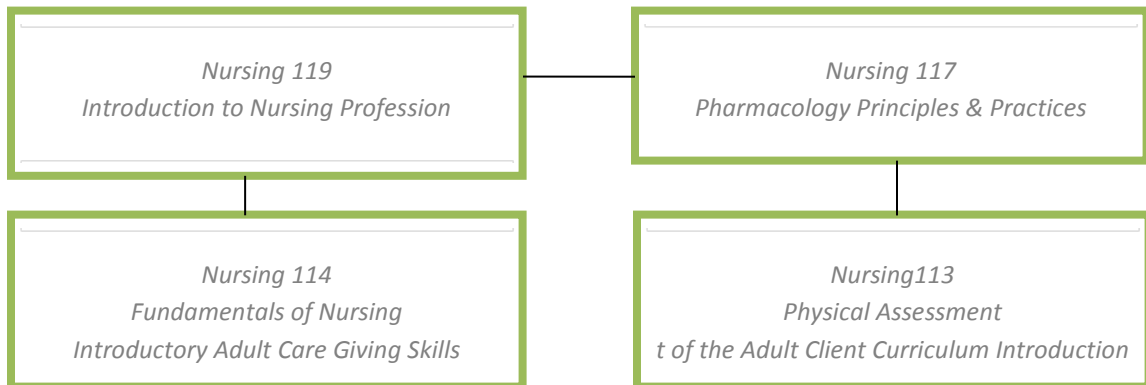 Nursing 119
Introduction to Nursing Profession
Nursing 117
Pharmacology Principles & Practices
Nursing 114
Fundamentals of Nursing
Introductory Adult Care Giving Skills
Nursing113
Physical Assessment
t of the Adult Client Curriculum Introduction